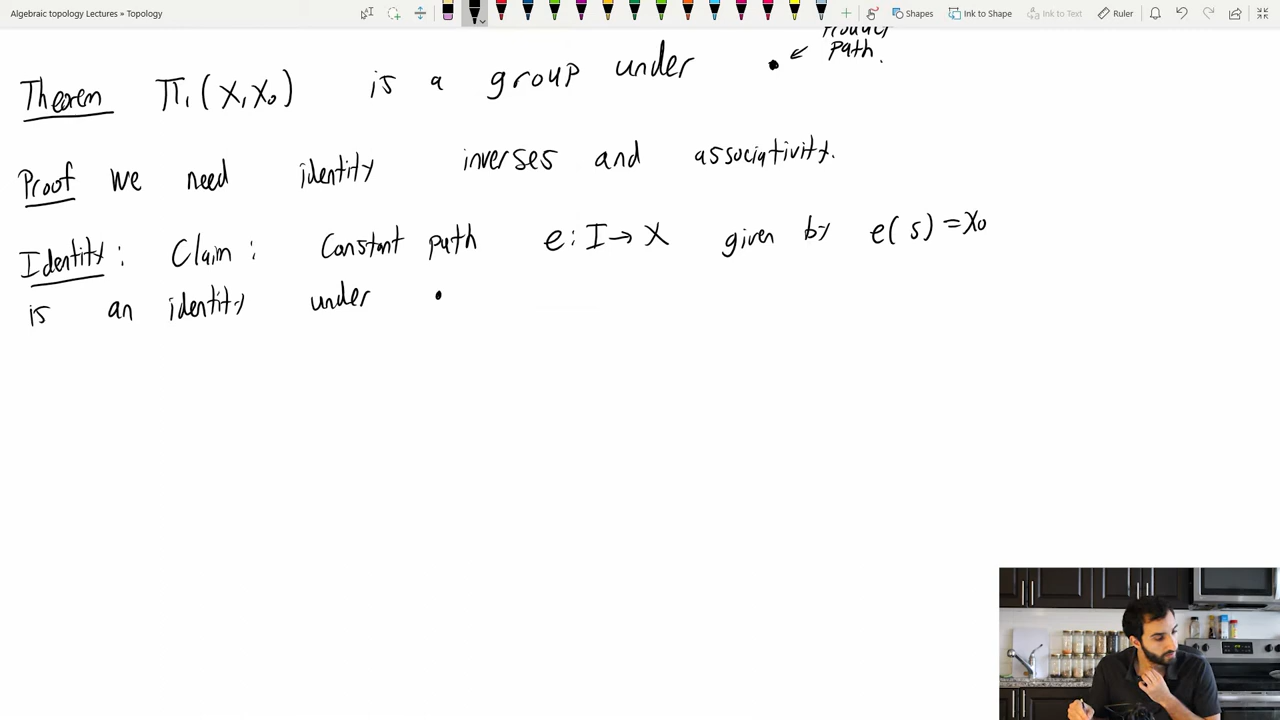 Algebraic topology Lectures = Topology
Shapes Ink to Shape Ink to Text Ruler
Product
Path.
Theorem π₁(X,x₀) is a group under •
Proof we need identity inverses and associativity.
Identity: Claim: Constant path e: I→X given by e(s)=x₀
is an identity under •